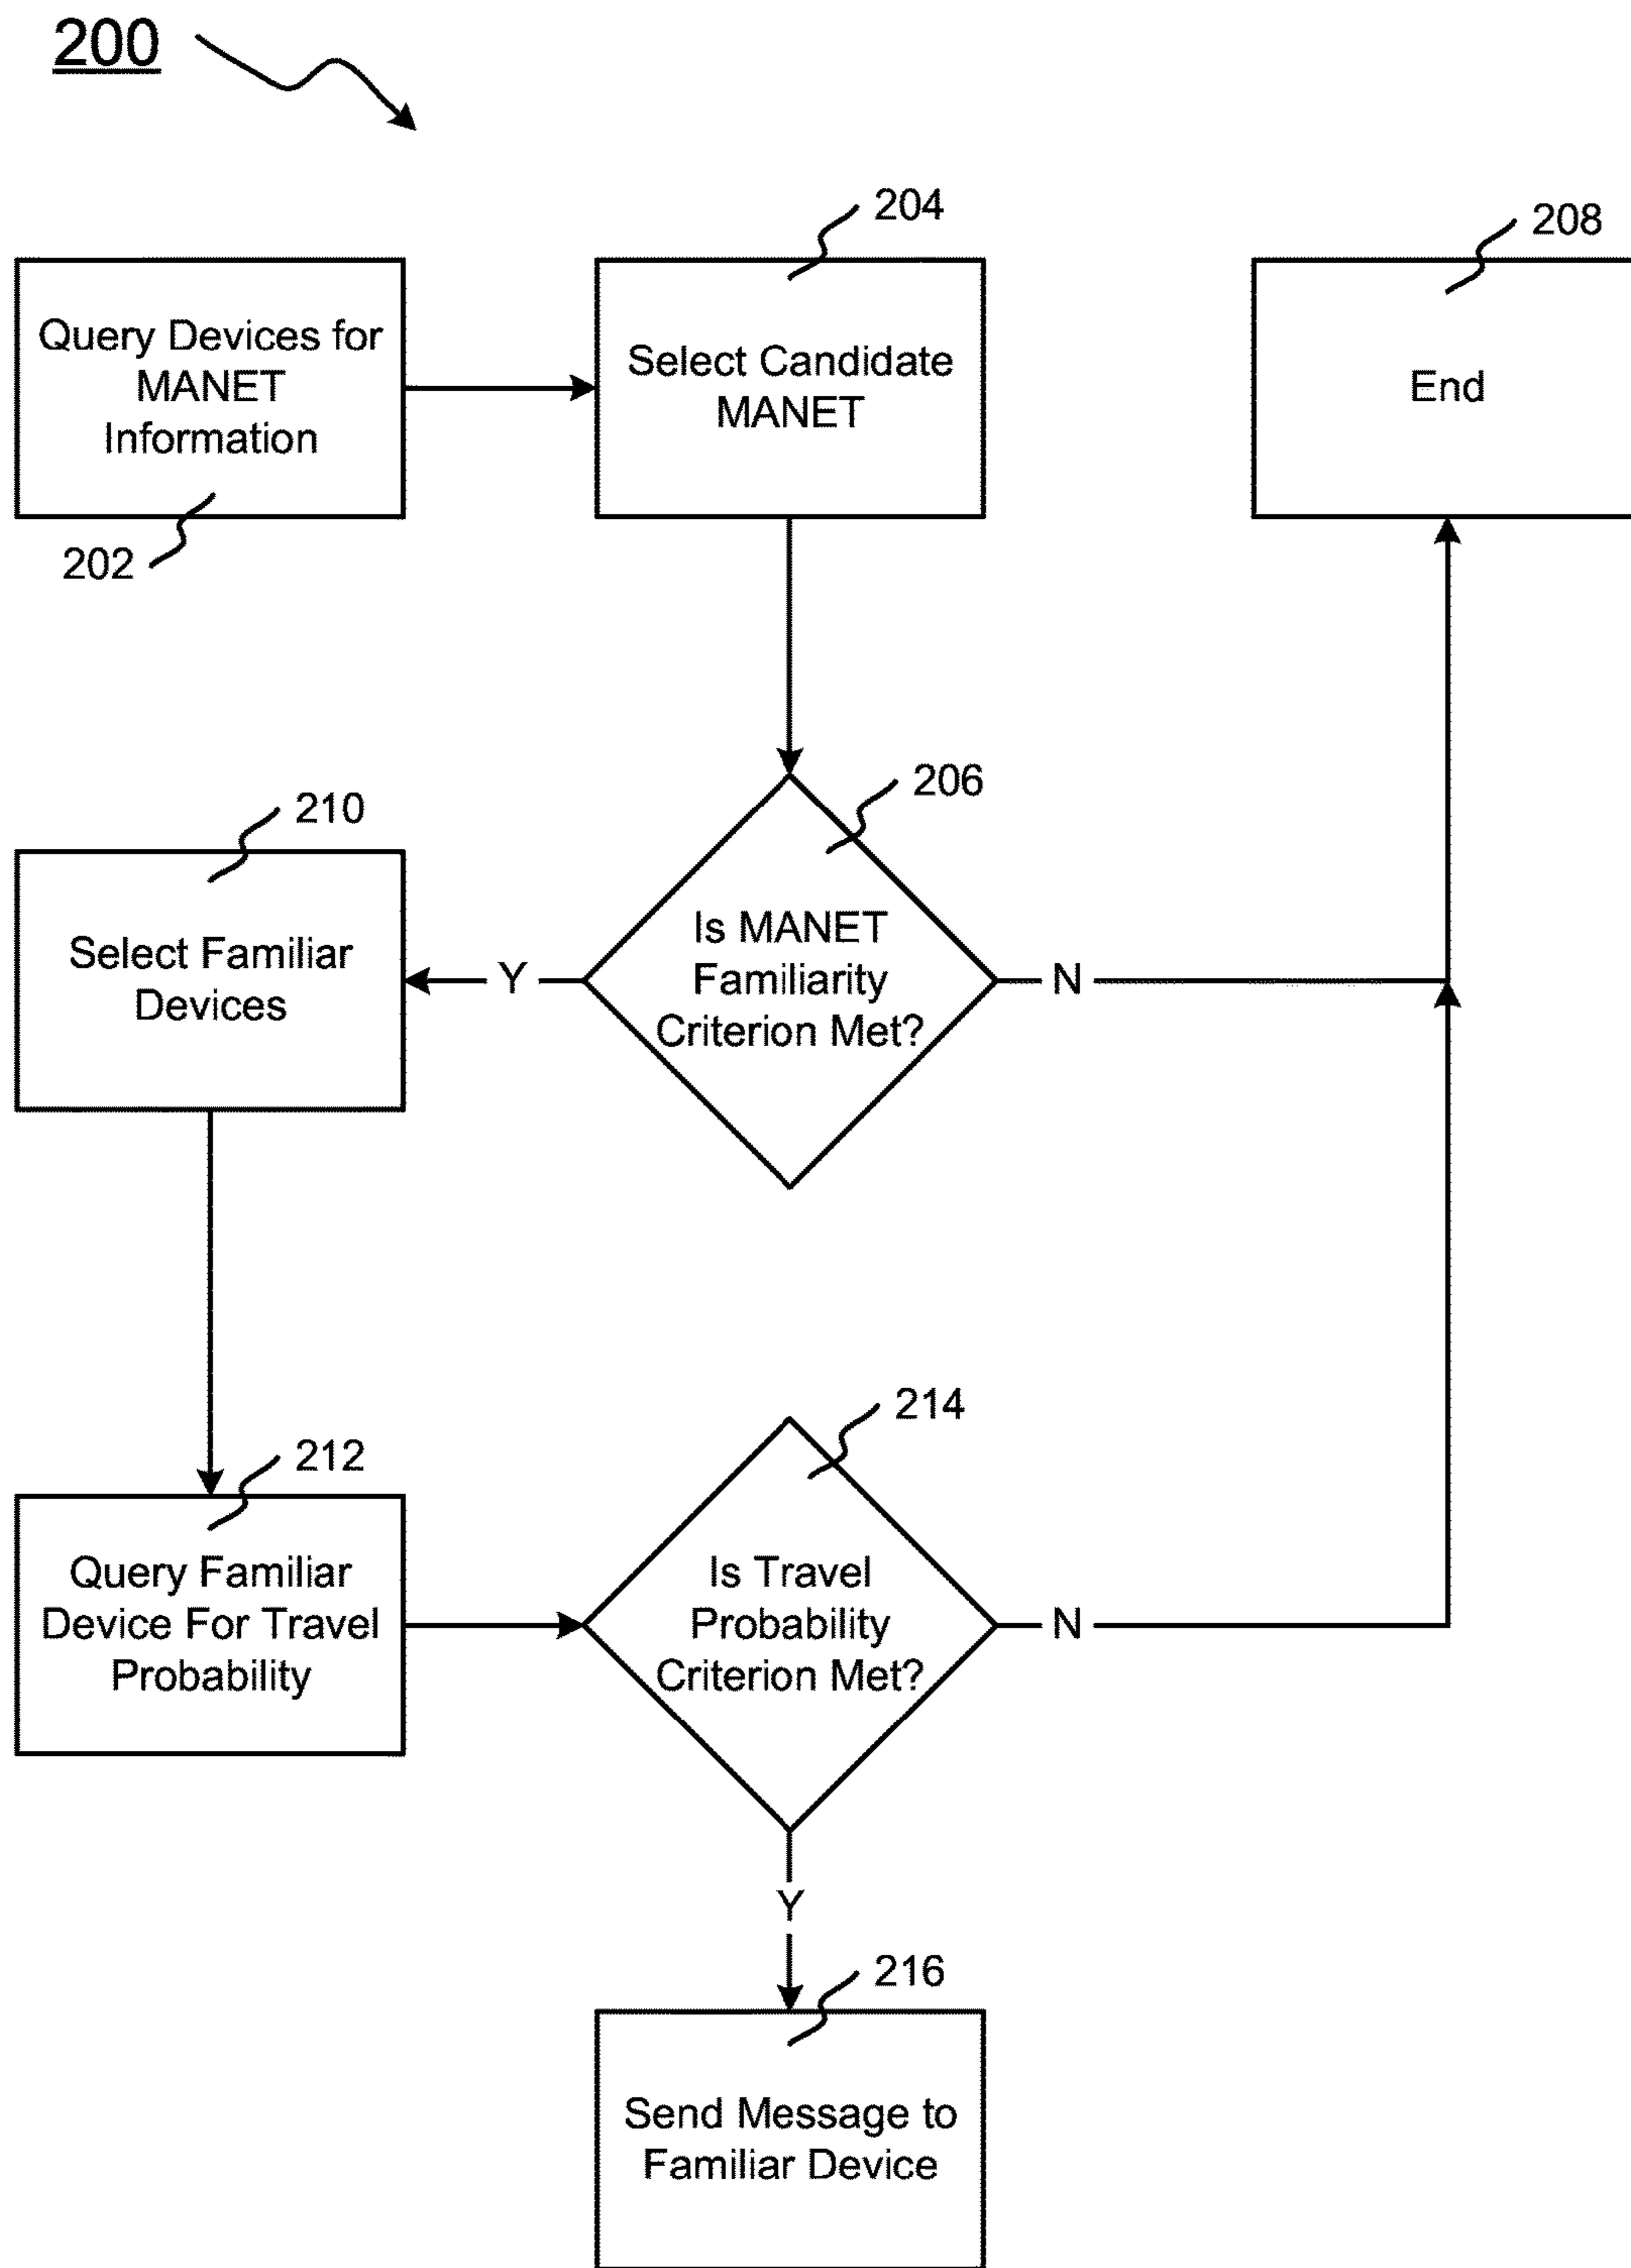 200
204
208
Query Devices for
MANET
Information
Select Candidate
MANET
End
202
206
210
Is MANET
Familiarity
Criterion Met?
Select Familiar
Devices
Y
N
214
212
Query Familiar
Device For Travel
Probability
Is Travel
Probability
Criterion Met?
N
Y
216
Send Message to
Familiar Device